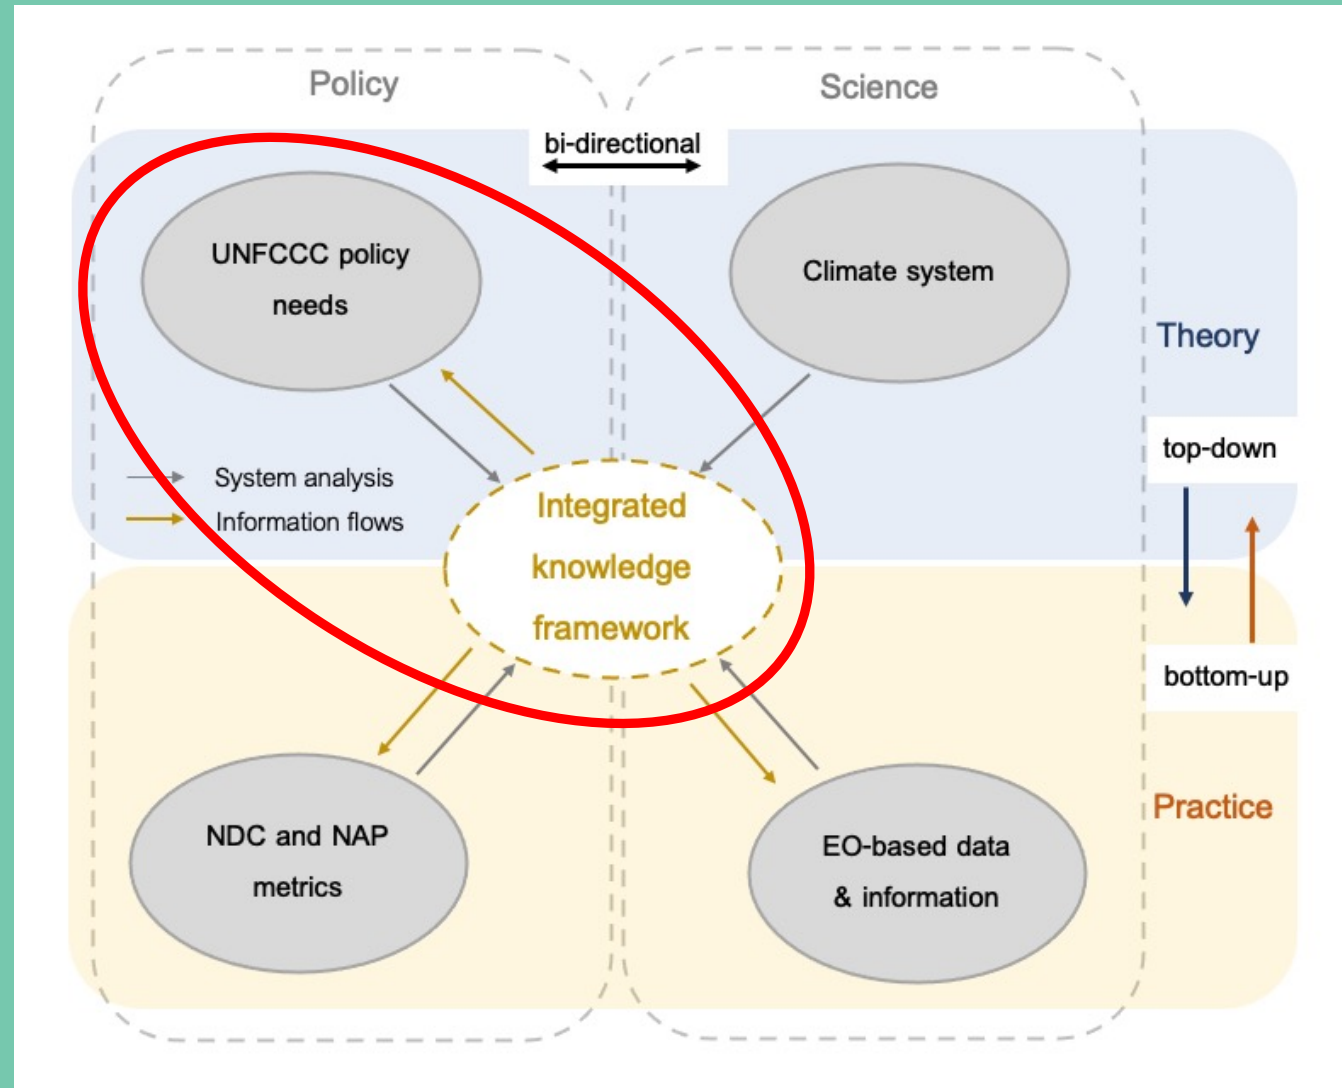 Policy
Science
bi-directional
UNFCCC policy
needs
Climate system
Theory
top-down
System analysis
Information flows
Integrated
knowledge
framework
bottom-up
Practice
NDC and NAP
metrics
EO-based data
& information